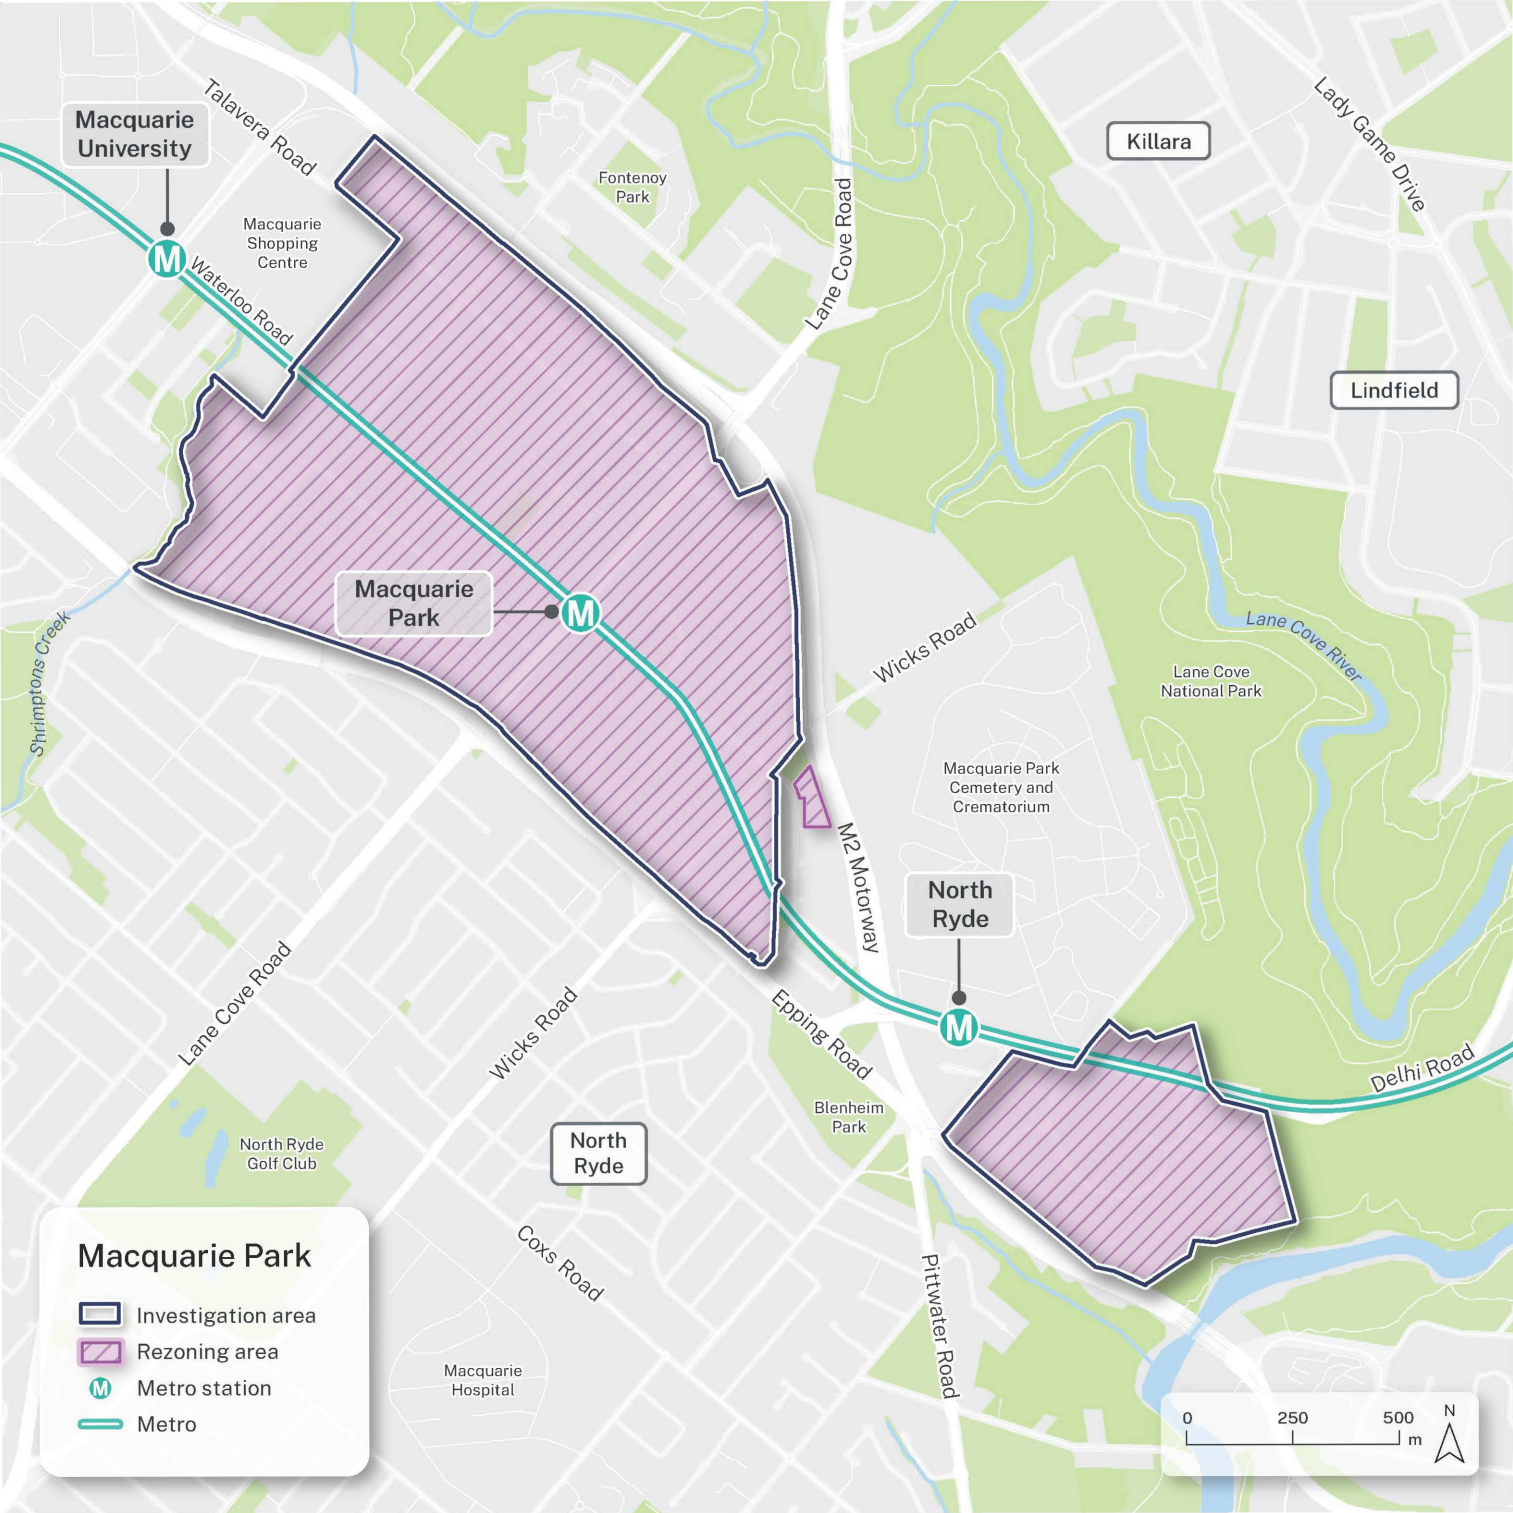 Talavera Road
Macquarie
University
Macquarie
Shopping
Centre
M
Waterloo Road
Fontenoy
Park
Lane Cove Road
Killara
Lady Game Drive
Lindfield
Macquarie
Park
M
Shrimptons Creek
Wicks Road
Lane Cove River
Lane Cove
National Park
Macquarie Park
Cemetery and
Crematorium
M2 Motorway
North
Ryde
M
Lane Cove Road
Wicks Road
Epping Road
Delhi Road
Blenheim
Park
North Ryde
Golf Club
North
Ryde
Coxs Road
Pittwater Road
Macquarie
Hospital
Macquarie Park
Investigation area
Rezoning area
M Metro station
Metro
0 250 500
m
N